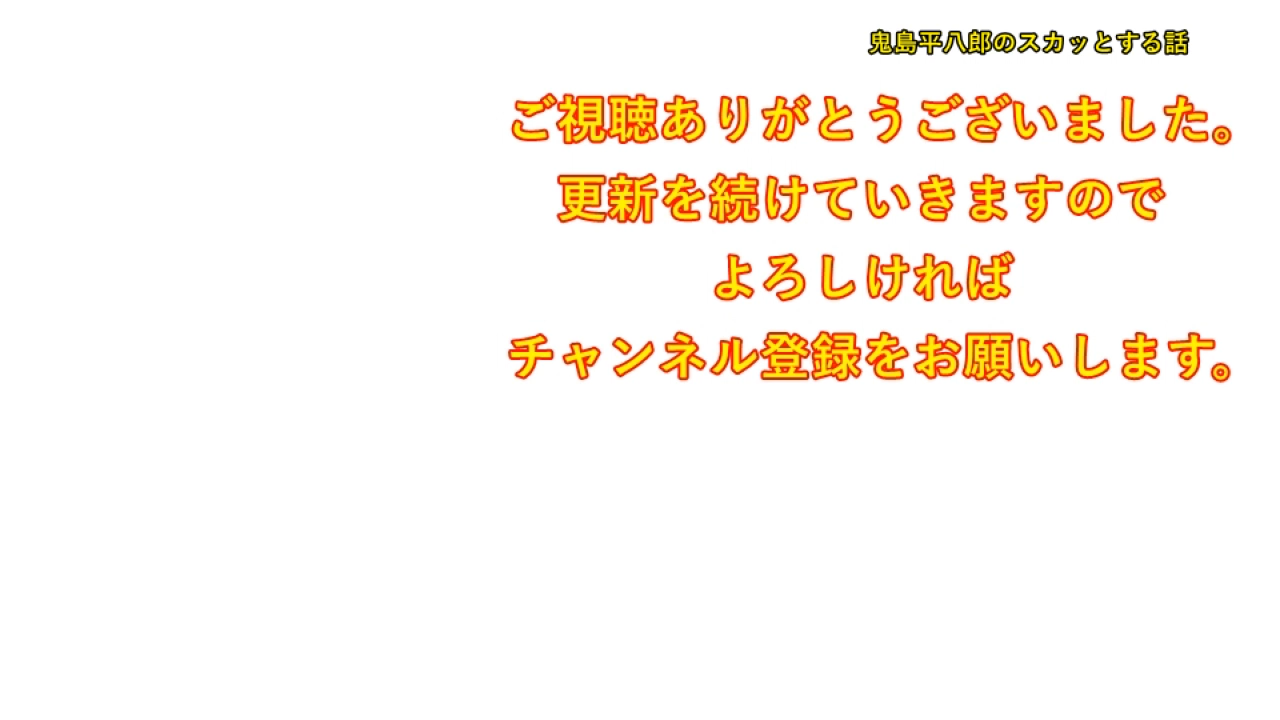 鬼島平八郎のスカッとする話
ご視聴ありがとうございました。
更新を続けていきますので
よろしければ
チャンネル登録をお願いします。